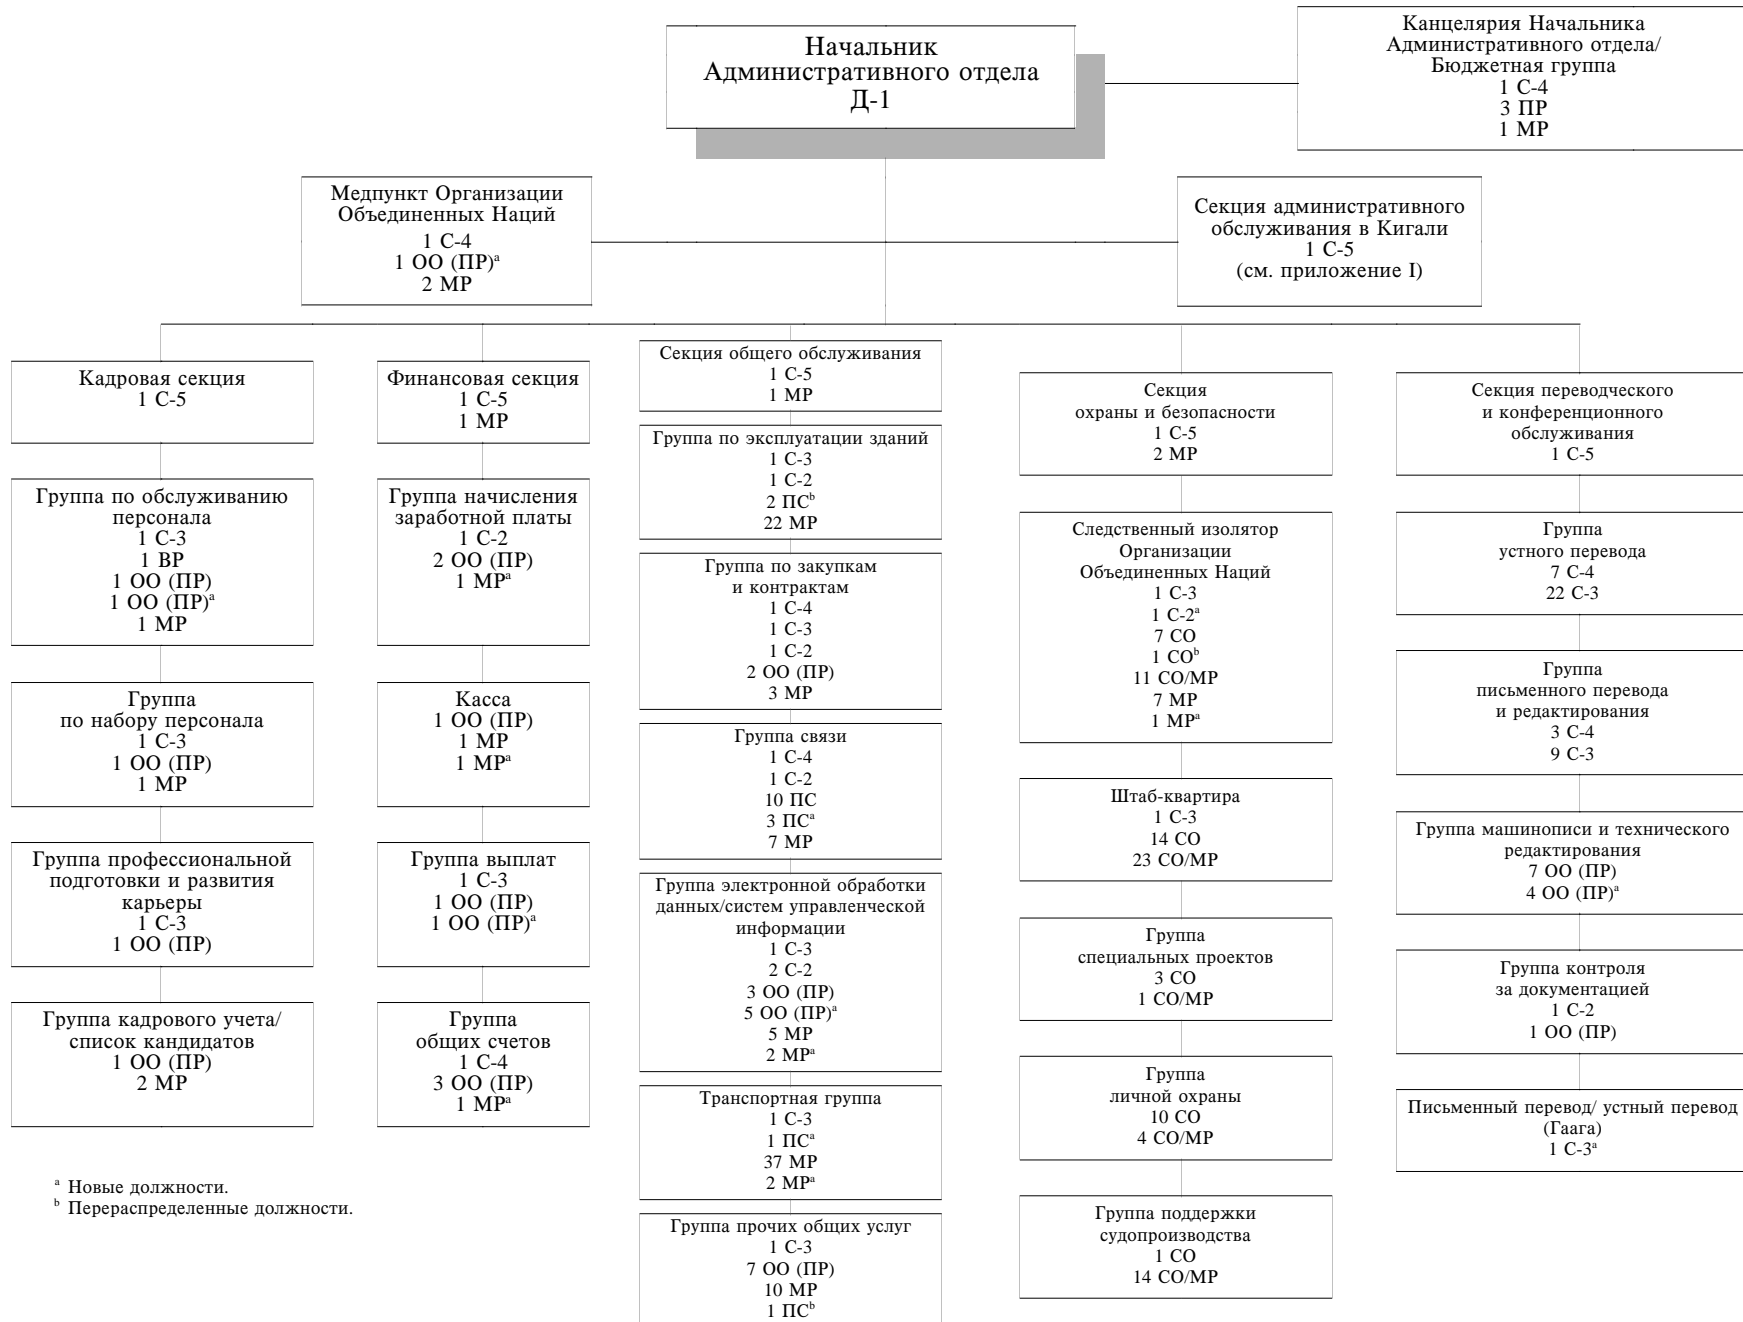 Начальник
Административного отдела
Д-1
Канцелярия Начальника
Административного отдела/
Бюджетная группа
1 С-4
3 ПР
1 МР
Медпункт Организации
Объединенных Наций
1 С-4
1 ОО (ПР)ᵃ
2 МР
Секция административного
обслуживания в Кигали
1 С-5
(см. приложение I)
Кадровая секция
1 С-5
Группа по обслуживанию
персонала
1 С-3
1 ВР
1 ОО (ПР)
1 ОО (ПР)ᵃ
1 МР
Группа
по набору персонала
1 С-3
1 ОО (ПР)
1 МР
Группа профессиональной
подготовки и развития
карьеры
1 С-3
1 ОО (ПР)
Группа кадрового учета/
список кандидатов
1 ОО (ПР)
2 МР
Финансовая секция
1 С-5
1 МР
Группа начисления
заработной платы
1 С-2
2 ОО (ПР)
1 МРᵃ
Касса
1 ОО (ПР)
1 МР
1 МРᵃ
Группа выплат
1 С-3
1 ОО (ПР)
1 ОО (ПР)ᵃ
Группа
общих счетов
1 С-4
3 ОО (ПР)
1 МРᵃ
Секция общего обслуживания
1 С-5
1 МР
Группа по эксплуатации зданий
1 С-3
1 С-2
2 ПСᵇ
22 МР
Группа по закупкам
и контрактам
1 С-4
1 С-3
1 С-2
2 ОО (ПР)
3 МР
Группа связи
1 С-4
1 С-2
10 ПС
3 ПСᵃ
7 МР
Группа электронной обработки
данных/систем управленческой
информации
1 С-3
2 С-2
3 ОО (ПР)
5 ОО (ПР)ᵃ
5 МР
2 МРᵃ
Транспортная группа
1 С-3
1 ПСᵃ
37 МР
2 МРᵃ
Группа прочих общих услуг
1 С-3
7 ОО (ПР)
10 МР
1 ПСᵇ
Секция
охраны и безопасности
1 С-5
2 МР
Следственный изолятор
Организации
Объединенных Наций
1 С-3
1 С-2ᵃ
7 СО
1 СОᵇ
11 СО/МР
7 МР
1 МРᵃ
Штаб-квартира
1 С-3
14 СО
23 СО/МР
Группа
специальных проектов
3 СО
1 СО/МР
Группа
личной охраны
10 СО
4 СО/МР
Группа поддержки
судопроизводства
1 СО
14 СО/МР
Секция переводческого
и конференционного
обслуживания
1 С-5
Группа
устного перевода
7 С-4
22 С-3
Группа
письменного перевода
и редактирования
3 С-4
9 С-3
Группа машинописи и технического
редактирования
7 ОО (ПР)
4 ОО (ПР)ᵃ
Группа контроля
за документацией
1 С-2
1 ОО (ПР)
Письменный перевод/ устный перевод
(Гаага)
1 С-3ᵃ
ᵃ Новые должности.
ᵇ Перераспределенные должности.